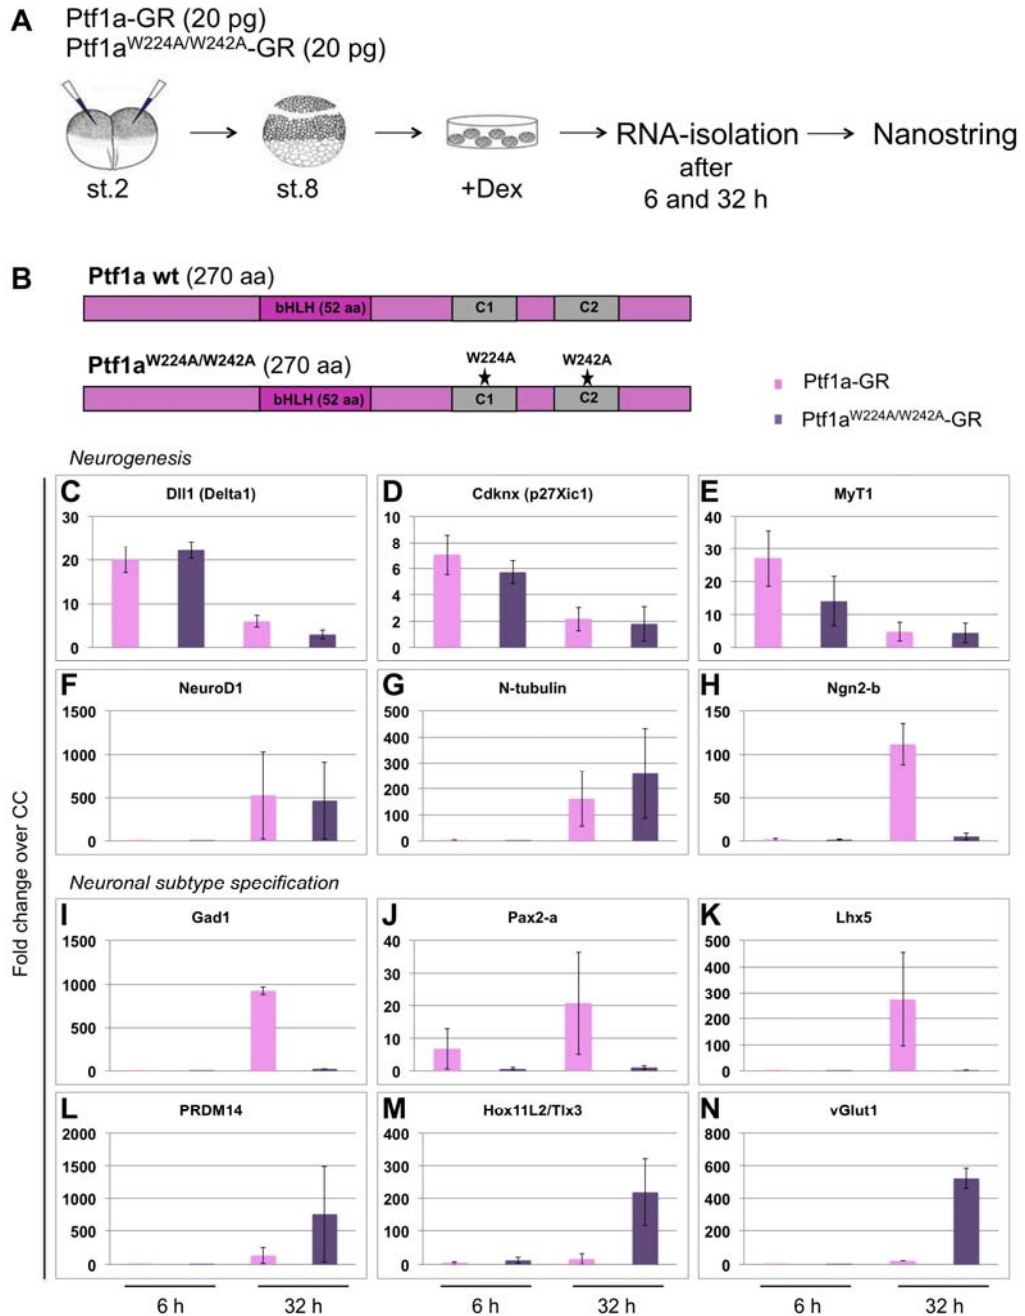 A
Ptf1a-GR (20 pg)
Ptf1aW224A/W242A-GR (20 pg)
st.2
st.8
+Dex
RNA-isolation
after
6 and 32 h
Nanostring
B
Ptf1a wt (270 aa)
bHLH (52 aa)
C1
C2
Ptf1aW224A/W242A (270 aa)
W224A
W242A
bHLH (52 aa)
C1
C2
Ptf1a-GR
Ptf1aW224A/W242A-GR
Fold change over CC
Neurogenesis
C
Dll1 (Delta1)
30
20
10
0
D
Cdknx (p27Xic1)
10
8
6
4
2
0
E
MyT1
40
30
20
10
0
F
NeuroD1
1500
1000
500
0
G
N-tubulin
500
400
300
200
100
0
H
Ngn2-b
150
100
50
0
Neuronal subtype specification
I
Gad1
1500
1000
500
0
J
Pax2-a
40
30
20
10
0
K
Lhx5
500
400
300
200
100
0
L
PRDM14
2000
1500
1000
500
0
M
Hox11L2/Tlx3
400
300
200
100
0
N
vGlut1
800
600
400
200
0
6 h
32 h
6 h
32 h
6 h
32 h